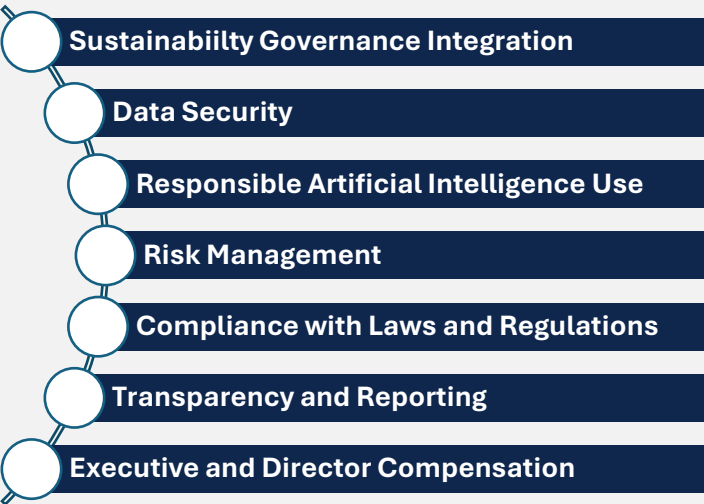 Sustainabiilty Governance Integration
Data Security
Responsible Artificial Intelligence Use
Risk Management
Compliance with Laws and Regulations
Transparency and Reporting
Executive and Director Compensation